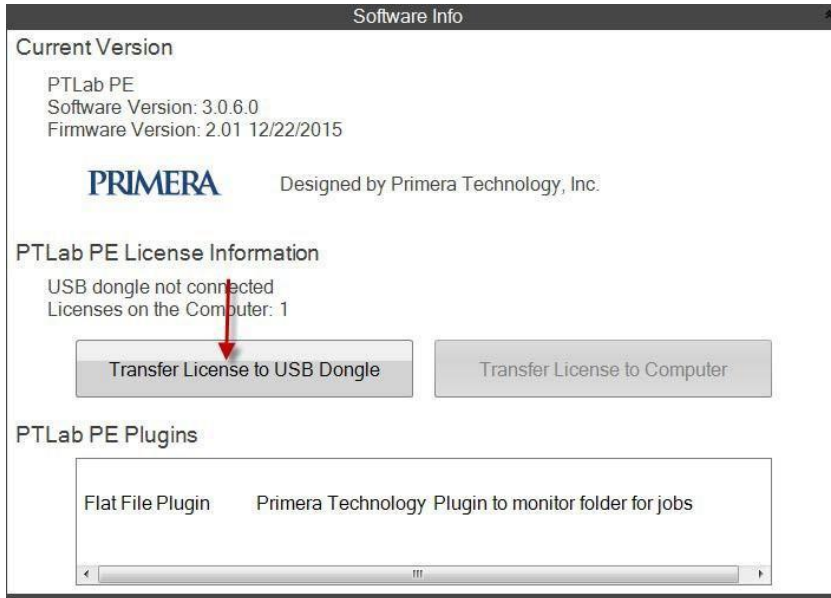 Software Info
Current Version
PTLab PE
Software Version: 3.0.6.0
Firmware Version: 2.01 12/22/2015
PRIMERA Designed by Primera Technology, Inc.
PTLab PE License Information
USB dongle not connected
Licenses on the Computer: 1
Transfer License to USB Dongle Transfer License to Computer
PTLab PE Plugins
Flat File Plugin Primera Technology Plugin to monitor folder for jobs